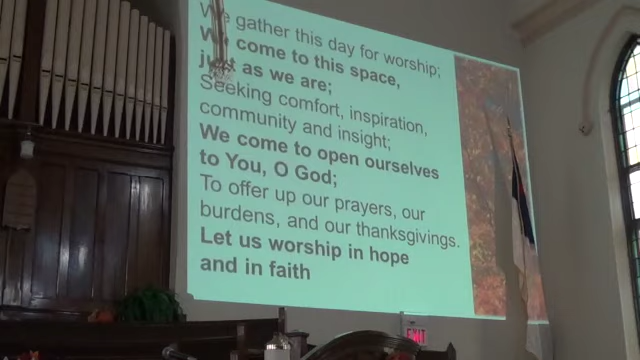 We gather this day for worship;
We come to this space,
just as we are;
Seeking comfort, inspiration,
community and insight;
We come to open ourselves
to You, O God;
To offer up our prayers, our
burdens, and our thanksgivings.
Let us worship in hope
and in faith
EXIT